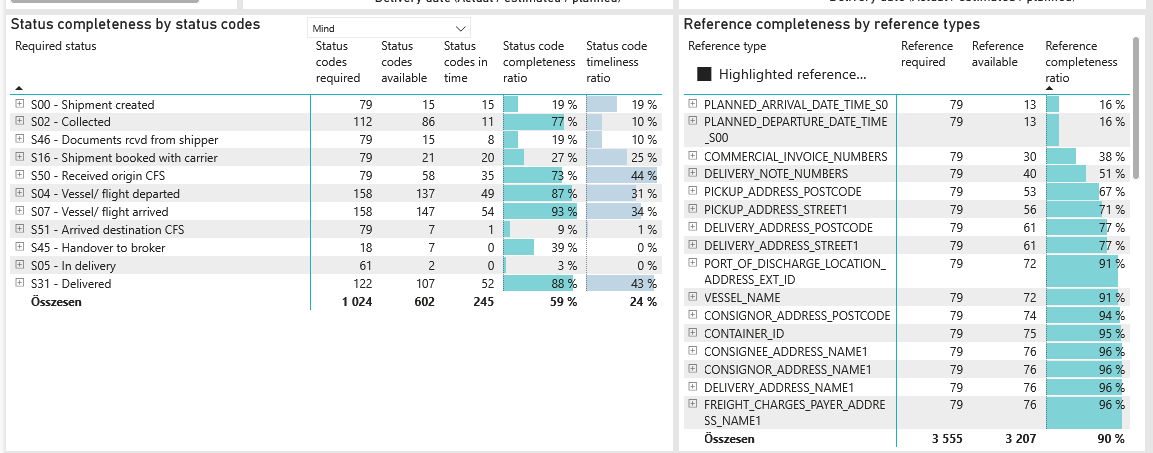 Delivery date (Actual / estimated / planned)
Delivery date (Actual / estimated / planned)
Status completeness by status codes
Mind
Required status
Status codes required
Status codes available
Status codes in time
Status code completeness ratio
Status code timeliness ratio
S00 - Shipment created 79 15 15 19 % 19 %
S02 - Collected 112 86 11 77 % 10 %
S46 - Documents rcvd from shipper 79 15 8 19 % 10 %
S16 - Shipment booked with carrier 79 21 20 27 % 25 %
S50 - Received origin CFS 79 58 35 73 % 44 %
S04 - Vessel/ flight departed 158 137 49 87 % 31 %
S07 - Vessel/ flight arrived 158 147 54 93 % 34 %
S51 - Arrived destination CFS 79 7 1 9 % 1 %
S45 - Handover to broker 18 7 0 39 % 0 %
S05 - In delivery 61 2 0 3 % 0 %
S31 - Delivered 122 107 52 88 % 43 %
Összesen 1 024 602 245 59 % 24 %
Reference completeness by reference types
Reference type
Highlighted reference...
Reference required
Reference available
Reference completeness ratio
PLANNED_ARRIVAL_DATE_TIME_S0 79 13 16 %
PLANNED_DEPARTURE_DATE_TIME 79 13 16 %
_S00
COMMERCIAL_INVOICE_NUMBERS 79 30 38 %
DELIVERY_NOTE_NUMBERS 79 40 51 %
PICKUP_ADDRESS_POSTCODE 79 53 67 %
PICKUP_ADDRESS_STREET1 79 56 71 %
DELIVERY_ADDRESS_POSTCODE 79 61 77 %
DELIVERY_ADDRESS_STREET1 79 61 77 %
PORT_OF_DISCHARGE_LOCATION_ 79 72 91 %
ADDRESS_EXT_ID
VESSEL_NAME 79 72 91 %
CONSIGNOR_ADDRESS_POSTCODE 79 74 94 %
CONTAINER_ID 79 75 95 %
CONSIGNEE_ADDRESS_NAME1 79 76 96 %
CONSIGNOR_ADDRESS_NAME1 79 76 96 %
DELIVERY_ADDRESS_NAME1 79 76 96 %
FREIGHT_CHARGES_PAYER_ADDRE 79 76 96 %
SS_NAME1
Összesen 3 555 3 207 90 %